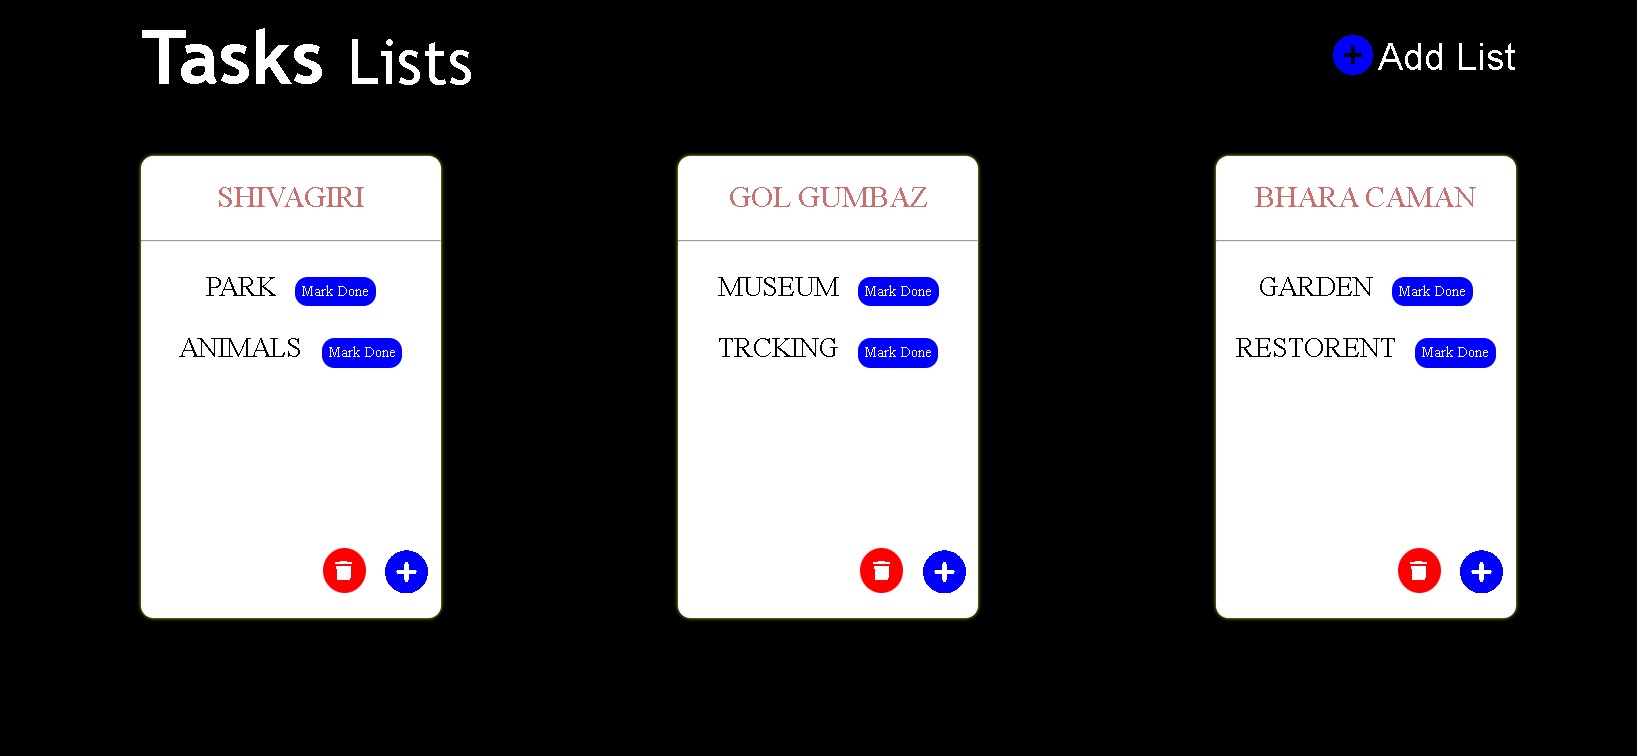 Tasks Lists
Add List
SHIVAGIRI
PARK Mark Done
ANIMALS Mark Done
GOL GUMBAZ
MUSEUM Mark Done
TRCKING Mark Done
BHARA CAMAN
GARDEN Mark Done
RESTORENT Mark Done